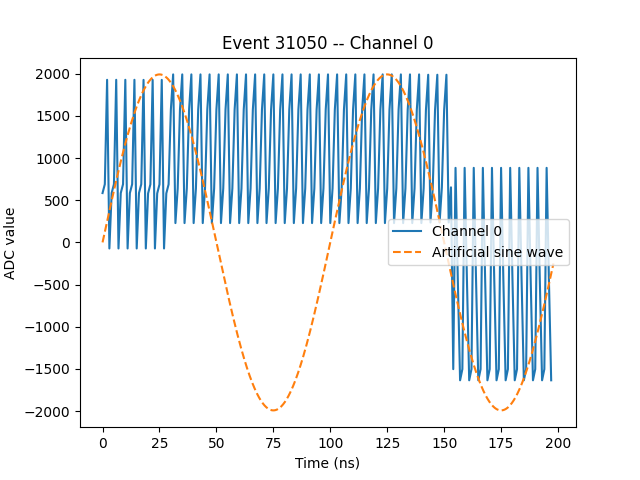 Event 31050 -- Channel 0
ADC value
2000
1500
1000
500
0
−500
−1000
−1500
−2000
Channel 0
Artificial sine wave
0 25 50 75 100 125 150 175 200
Time (ns)